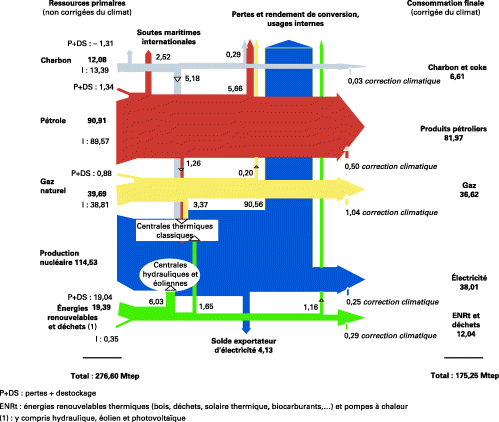 Ressources primaires
(non corrigées du climat)
Pertes et rendement de conversion,
usages internes
Consommation finale
(corrigée du climat)
Soutes maritimes
internationales
P+DS : – 1,31
Charbon 12,08
I : 13,39
2,52
0,29
5,18
0,03 correction climatique
Charbon et coke
6,61
P+DS : 1,34
5,66
Pétrole 90,91
I : 89,57
Produits pétroliers
81,97
1,26
0,20
0,50 correction climatique
P+DS : 0,88
Gaz
naturel 39,69
I : 38,81
3,37
90,56
Gaz
36,62
1,04 correction climatique
Centrales thermiques
classiques
Production
nucléaire 114,53
Centrales
hydrauliques et
éoliennes
Électricité
38,01
0,25 correction climatique
P+DS : 19,04
19,39
Énergies
renouvelables
et déchets (1)
I : 0,35
6,03
1,65
1,16
ENRt et
déchets
12,04
0,29 correction climatique
Solde exportateur
d'électricité 4,13
Total : 276,60 Mtep
Total : 175,25 Mtep
P+DS : pertes + destockage
ENRt : énergies renouvelables thermiques (bois, déchets, solaire thermique, biocarburants,...) et pompes à chaleur
(1) : y compris hydraulique, éolien et photovoltaïque